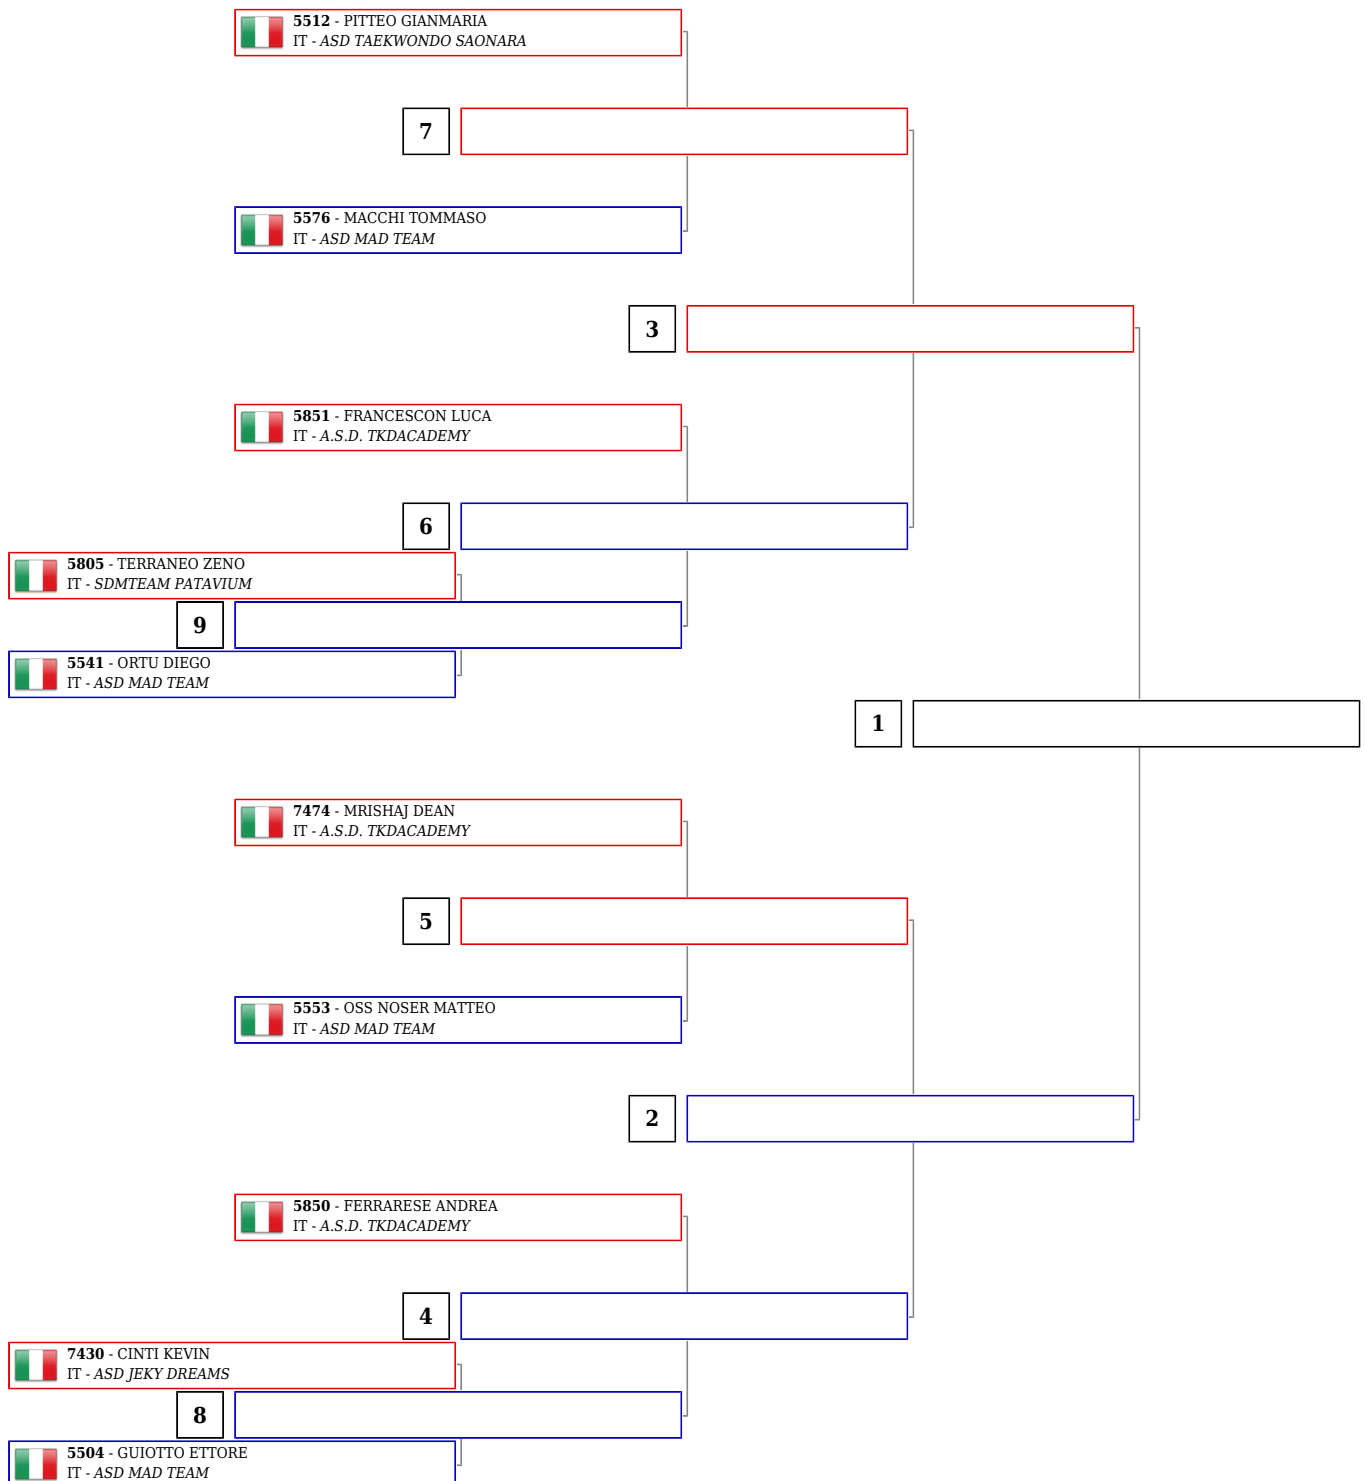 5512 - PITTEO GIANMARIA
IT - ASD TAEKWONDO SAONARA
7
5576 - MACCHI TOMMASO
IT - ASD MAD TEAM
3
5851 - FRANCESCON LUCA
IT - A.S.D. TKDACADEMY
6
5805 - TERRANEO ZENO
IT - SDMTEAM PATAVIUM
9
5541 - ORTU DIEGO
IT - ASD MAD TEAM
1
7474 - MRISHAJ DEAN
IT - A.S.D. TKDACADEMY
5
5553 - OSS NOSER MATTEO
IT - ASD MAD TEAM
2
5850 - FERRARESE ANDREA
IT - A.S.D. TKDACADEMY
4
7430 - CINTI KEVIN
IT - ASD JEKY DREAMS
8
5504 - GUIOTTO ETTORE
IT - ASD MAD TEAM